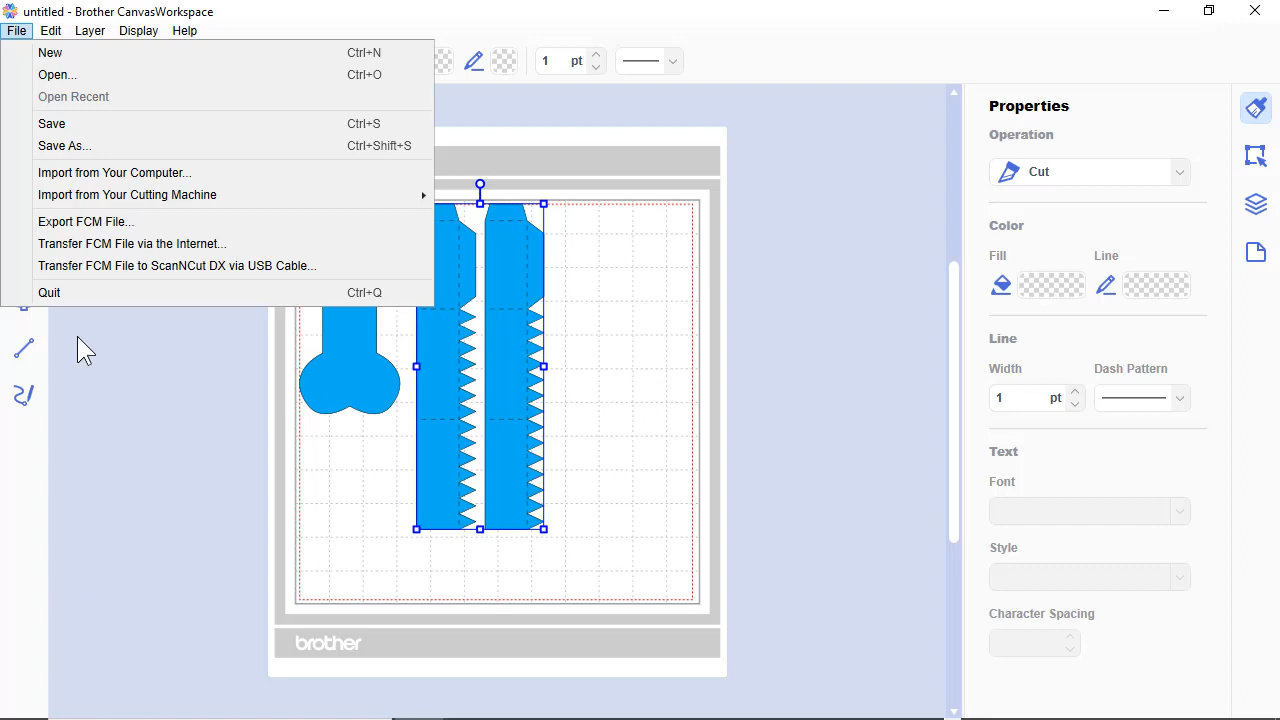 untitled - Brother CanvasWorkspace
File Edit Layer Display Help
New Ctrl+N
Open... Ctrl+O
Open Recent
Save Ctrl+S
Save As... Ctrl+Shift+S
Import from Your Computer...
Import from Your Cutting Machine
Export FCM File...
Transfer FCM File via the Internet...
Transfer FCM File to ScanNCut DX via USB Cable...
Quit Ctrl+Q
1 pt
brother
Properties
Operation
Cut
Color
Fill Line
Line
Width Dash Pattern
1 pt
Text
Font
Style
Character Spacing